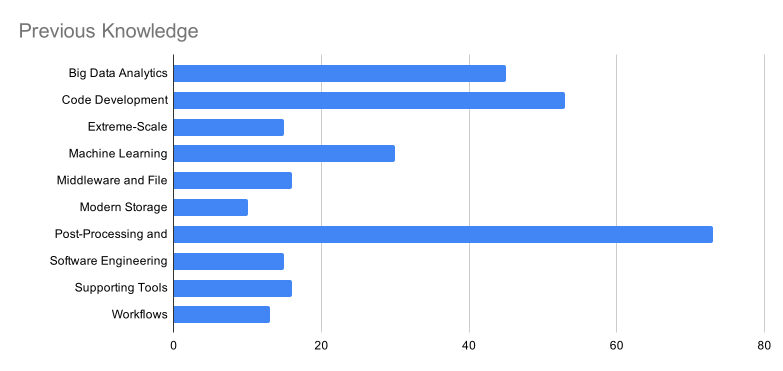 Previous Knowledge
Big Data Analytics
Code Development
Extreme-Scale
Machine Learning
Middleware and File
Modern Storage
Post-Processing and
Software Engineering
Supporting Tools
Workflows
0 20 40 60 80